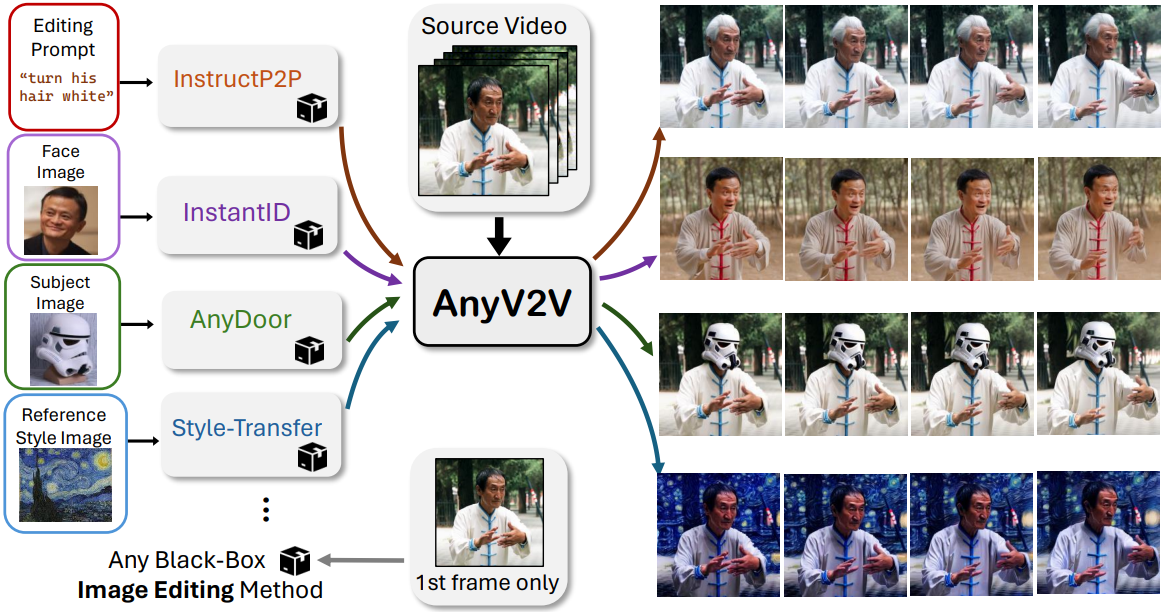 Editing
Prompt
“turn his
hair white”
InstructP2P
Source Video
Face
Image
InstantID
Subject
Image
AnyDoor
AnyV2V
Reference
Style Image
Style-Transfer
Any Black-Box
Image Editing Method
1st frame only